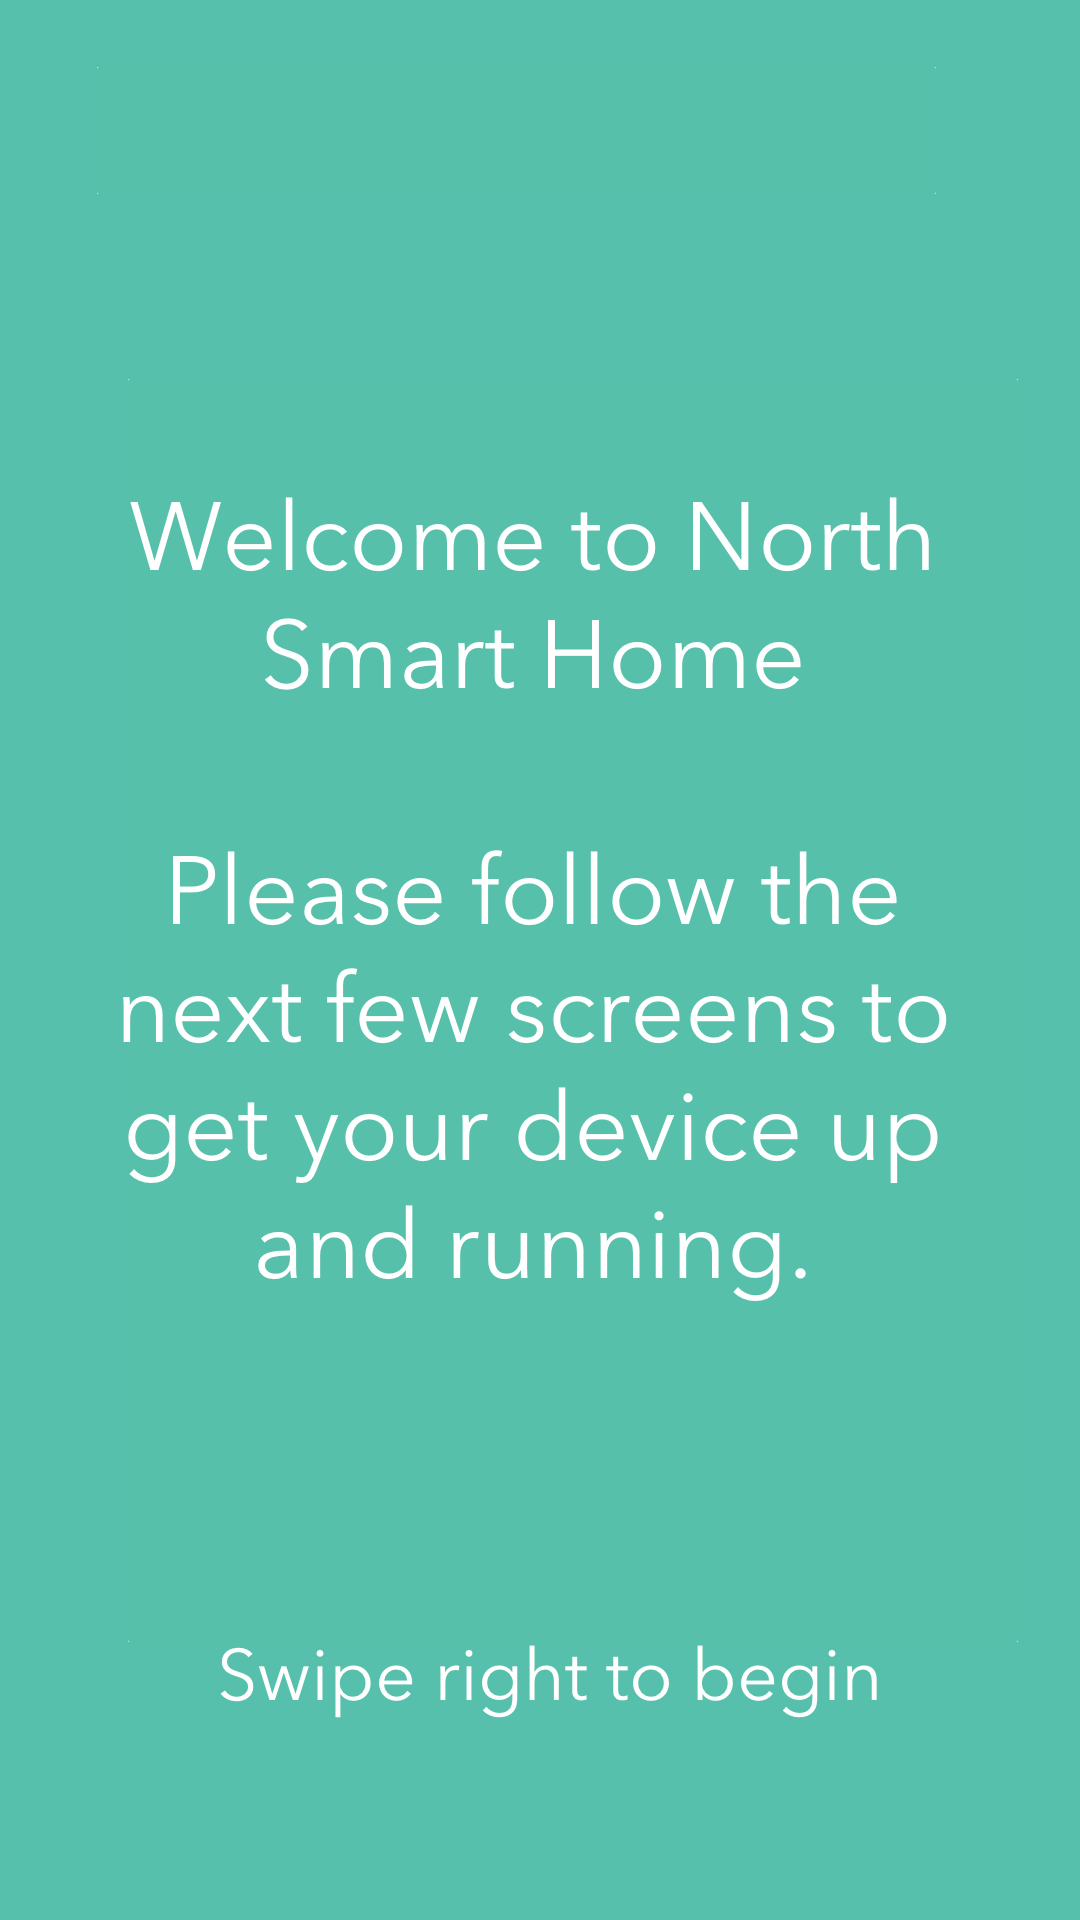 Welcome to North
Smart Home
Please follow the
next few screens to
get your device up
and running.
Swipe right to begin